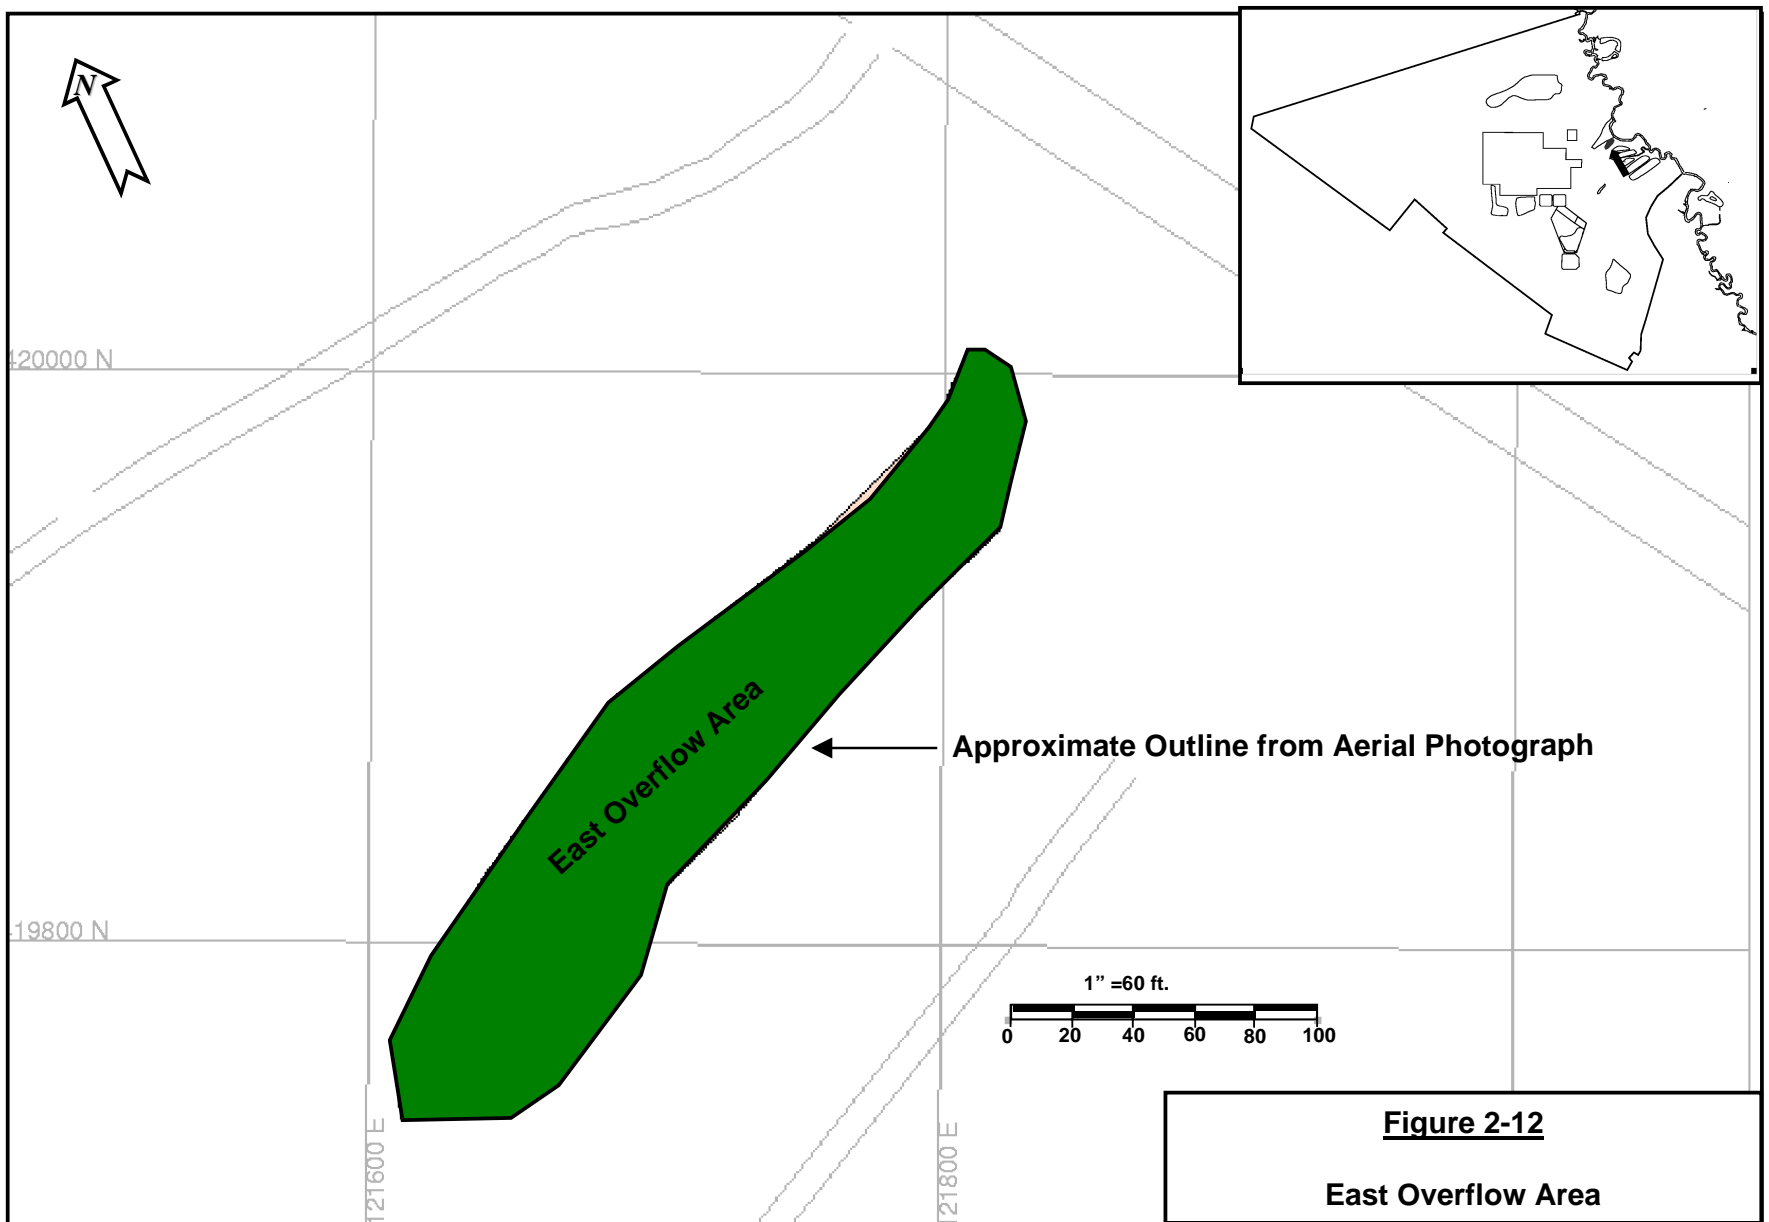 N
20000 N
East Overflow Area
Approximate Outline from Aerial Photograph
19800 N
1” =60 ft.
0 20 40 60 80 100
121600 E
121800 E
Figure 2-12
East Overflow Area